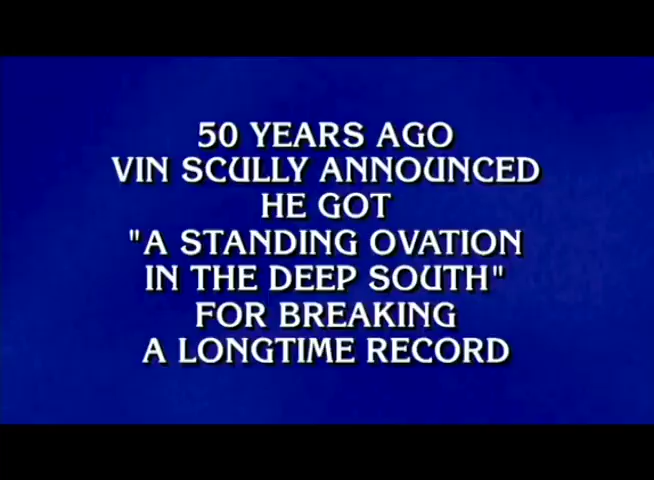 50 YEARS AGO
VIN SCULLY ANNOUNCED
HE GOT
"A STANDING OVATION
IN THE DEEP SOUTH"
FOR BREAKING
A LONGTIME RECORD